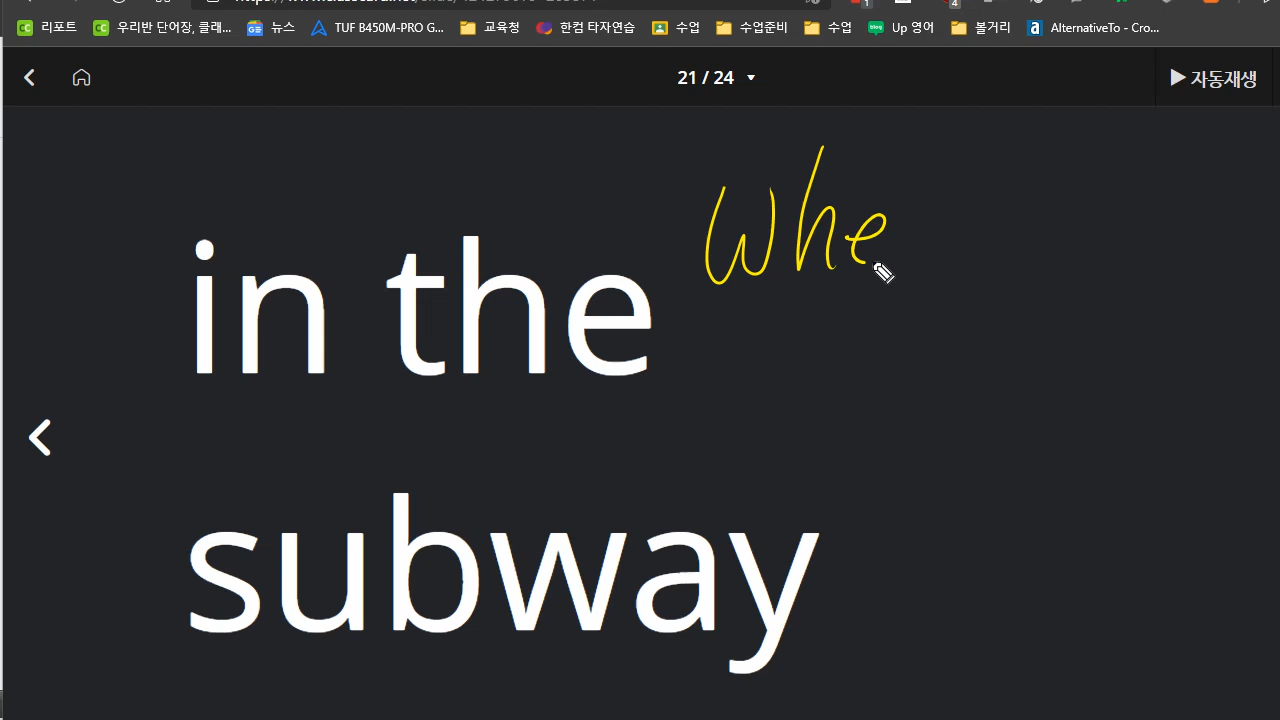 리포트 우리반 단어장, 클래... 뉴스 TUF B450M-PRO G... 교육청 한컴 타자연습 수업 수업준비 수업 Up 영어 볼거리 AlternativeTo - Cro...
21 / 24 ▶ 자동재생
Whe
in the
subway